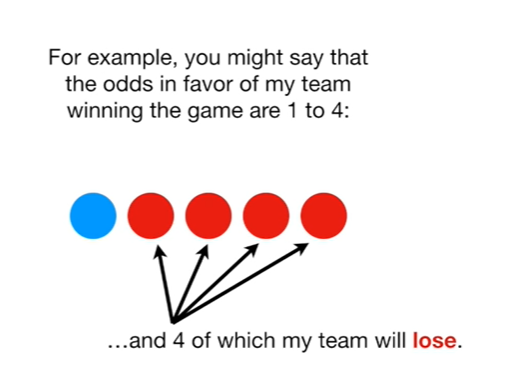 For example, you might say that
the odds in favor of my team
winning the game are 1 to 4:
…and 4 of which my team will lose.